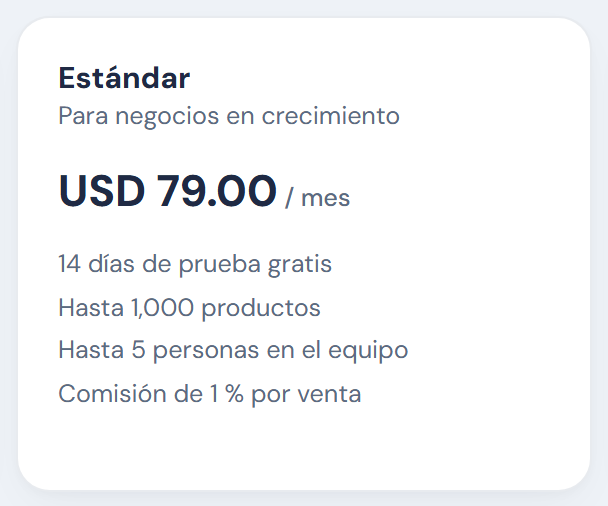 Estándar
Para negocios en crecimiento
USD 79.00 / mes
14 días de prueba gratis
Hasta 1,000 productos
Hasta 5 personas en el equipo
Comisión de 1 % por venta